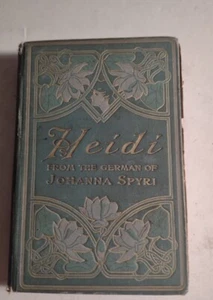 Heidi
FROM THE GERMAN OF
JOHANNA SPYRI